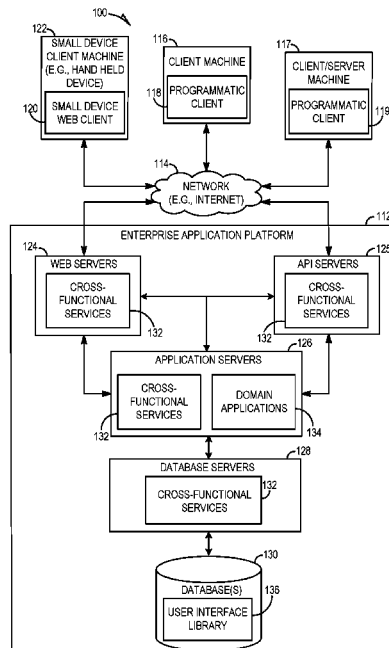 100
122
SMALL DEVICE
CLIENT MACHINE
(E.G., HAND HELD
DEVICE)
120
SMALL DEVICE
WEB CLIENT
116
CLIENT MACHINE
118
PROGRAMMATIC
CLIENT
117
CLIENT/SERVER
MACHINE
PROGRAMMATIC
CLIENT
119
114
NETWORK
(E.G., INTERNET)
112
ENTERPRISE APPLICATION PLATFORM
124
WEB SERVERS
CROSS-
FUNCTIONAL
SERVICES
132
125
API SERVERS
CROSS-
FUNCTIONAL
SERVICES
132
126
APPLICATION SERVERS
CROSS-
FUNCTIONAL
SERVICES
132
DOMAIN
APPLICATIONS
134
128
DATABASE SERVERS
132
CROSS-FUNCTIONAL
SERVICES
130
DATABASE(S)
136
USER INTERFACE
LIBRARY